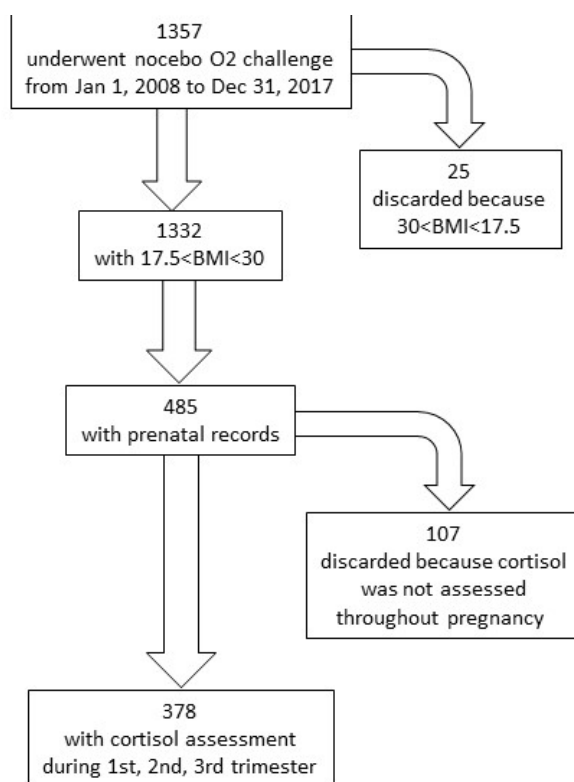 1357
underwent nocebo O2 challenge
from Jan 1, 2008 to Dec 31, 2017
25
discarded because
30<BMI<17.5
1332
with 17.5<BMI<30
485
with prenatal records
107
discarded because cortisol
was not assessed
throughout pregnancy
378
with cortisol assessment
during 1st, 2nd, 3rd trimester